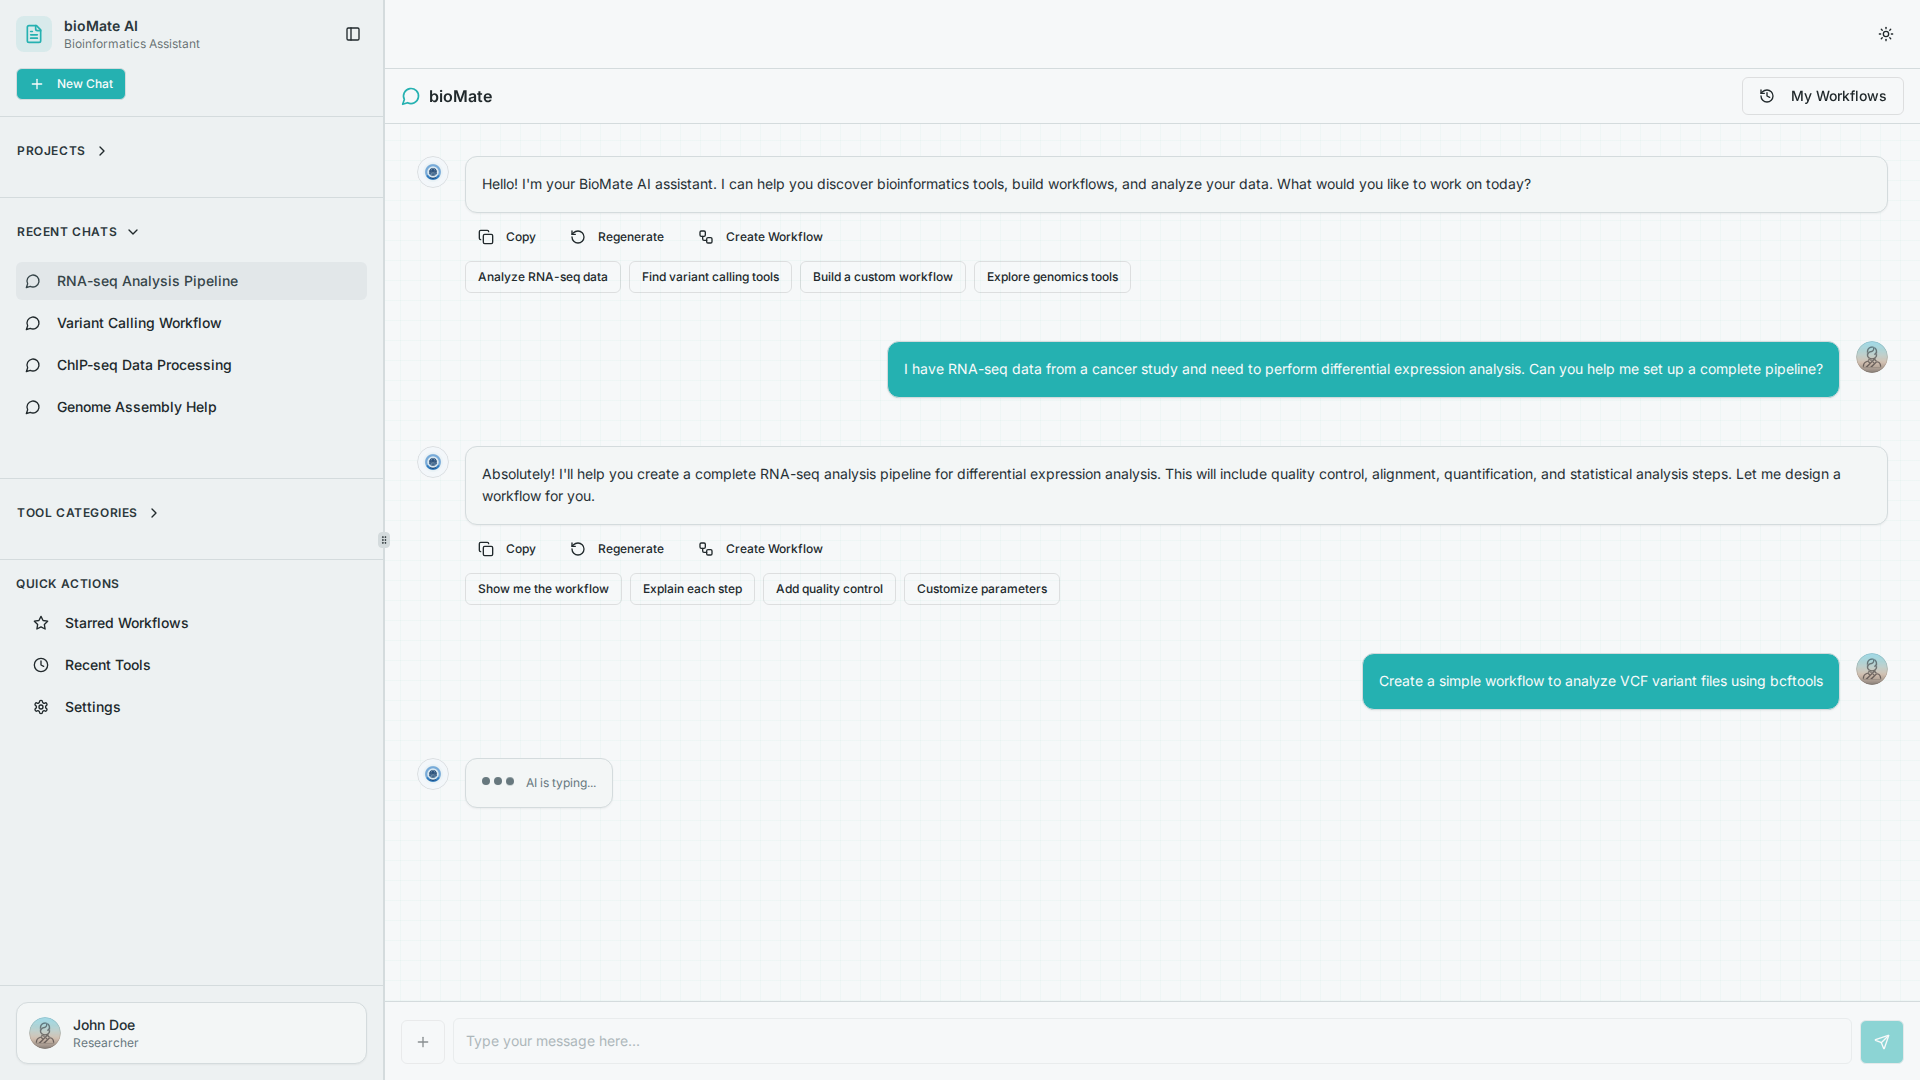 bioMate AI
Bioinformatics Assistant
New Chat
PROJECTS
RECENT CHATS
RNA-seq Analysis Pipeline
Variant Calling Workflow
ChIP-seq Data Processing
Genome Assembly Help
TOOL CATEGORIES
QUICK ACTIONS
Starred Workflows
Recent Tools
Settings
John Doe
Researcher
bioMate
My Workflows
Hello! I'm your BioMate AI assistant. I can help you discover bioinformatics tools, build workflows, and analyze your data. What would you like to work on today?
Copy Regenerate Create Workflow
Analyze RNA-seq data Find variant calling tools Build a custom workflow Explore genomics tools
I have RNA-seq data from a cancer study and need to perform differential expression analysis. Can you help me set up a complete pipeline?
Absolutely! I'll help you create a complete RNA-seq analysis pipeline for differential expression analysis. This will include quality control, alignment, quantification, and statistical analysis steps. Let me design a
workflow for you.
Copy Regenerate Create Workflow
Show me the workflow Explain each step Add quality control Customize parameters
Create a simple workflow to analyze VCF variant files using bcftools
AI is typing...
Type your message here...